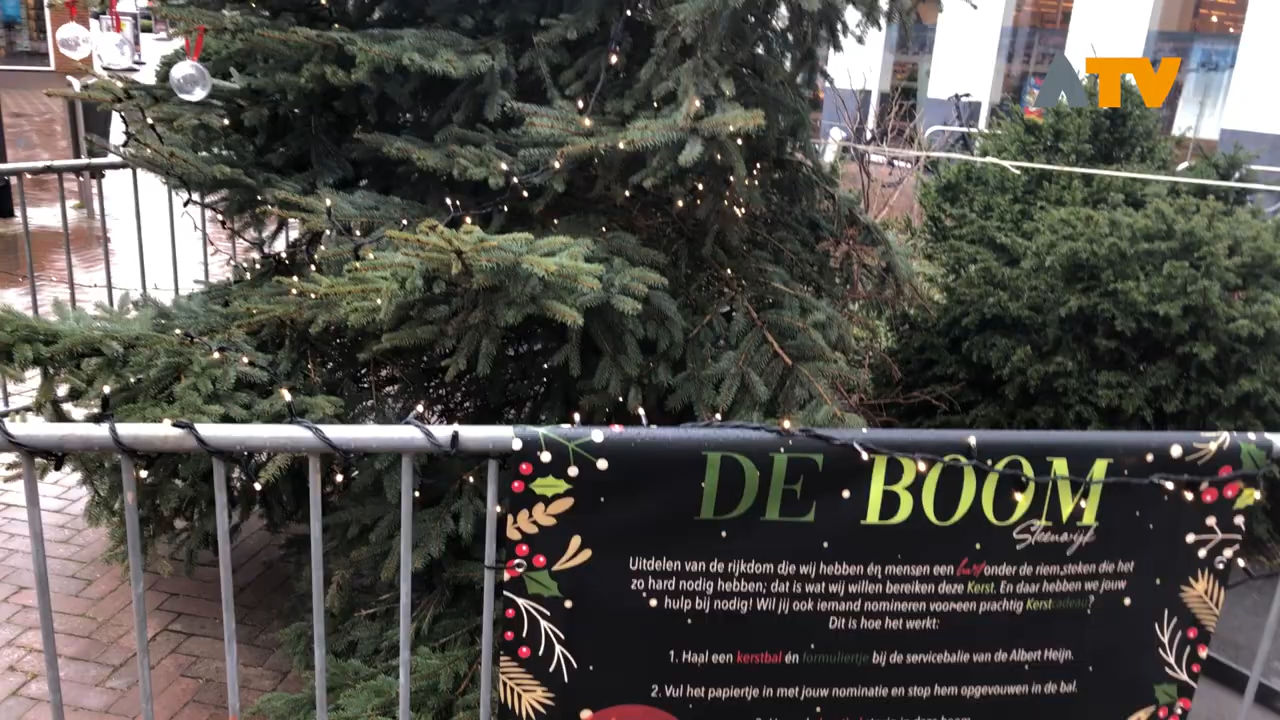 ATV
DE BOOM
Steenwijk
Uitdelen van de rijkdom die wij hebben én mensen een hart onder de riem steken die het
zo hard nodig hebben; dat is wat wij willen bereiken deze Kerst. En daar hebben we jouw
hulp bij nodig! Wil jij ook iemand nomineren voor een prachtig Kerstcadeau?
Dit is hoe het werkt:
1. Haal een kerstbal én formuliertje bij de servicebalie van de Albert Heijn.
2. Vul het papiertje in met jouw nominatie en stop hem opgevouwen in de bal.